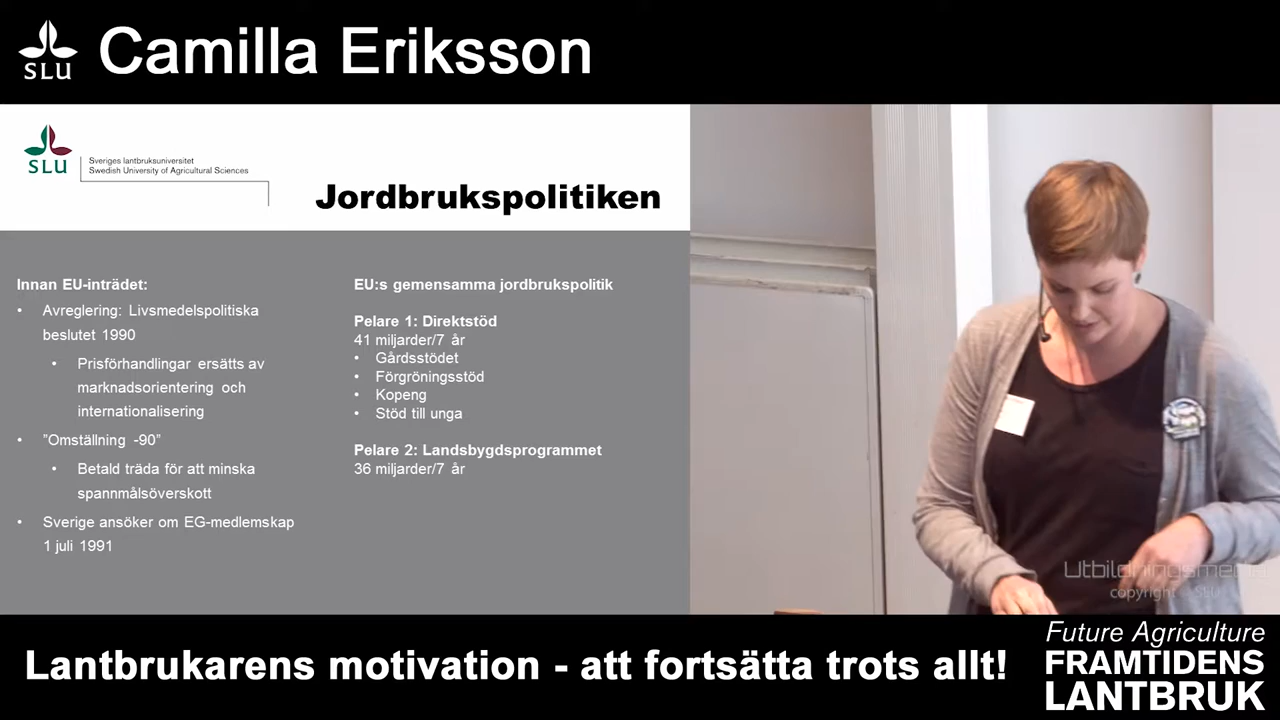 SLU
Camilla Eriksson
SLU
Sveriges lantbruksuniversitet
Swedish University of Agricultural Sciences
Jordbrukspolitiken
Innan EU-inträdet:
• Avreglering: Livsmedelspolitiska
beslutet 1990
• Prisförhandlingar ersätts av
marknadsorientering och
internationalisering
• ”Omställning -90”
• Betald träda för att minska
spannmålsöverskott
• Sverige ansöker om EG-medlemskap
1 juli 1991
EU:s gemensamma jordbrukspolitik
Pelare 1: Direktstöd
41 miljarder/7 år
• Gårdsstödet
• Förgröningsstöd
• Kopeng
• Stöd till unga
Pelare 2: Landsbygdsprogrammet
36 miljarder/7 år
copyright SLU
Lantbrukarens motivation - att fortsätta trots allt!
Future Agriculture
FRAMTIDENS
LANTBRUK